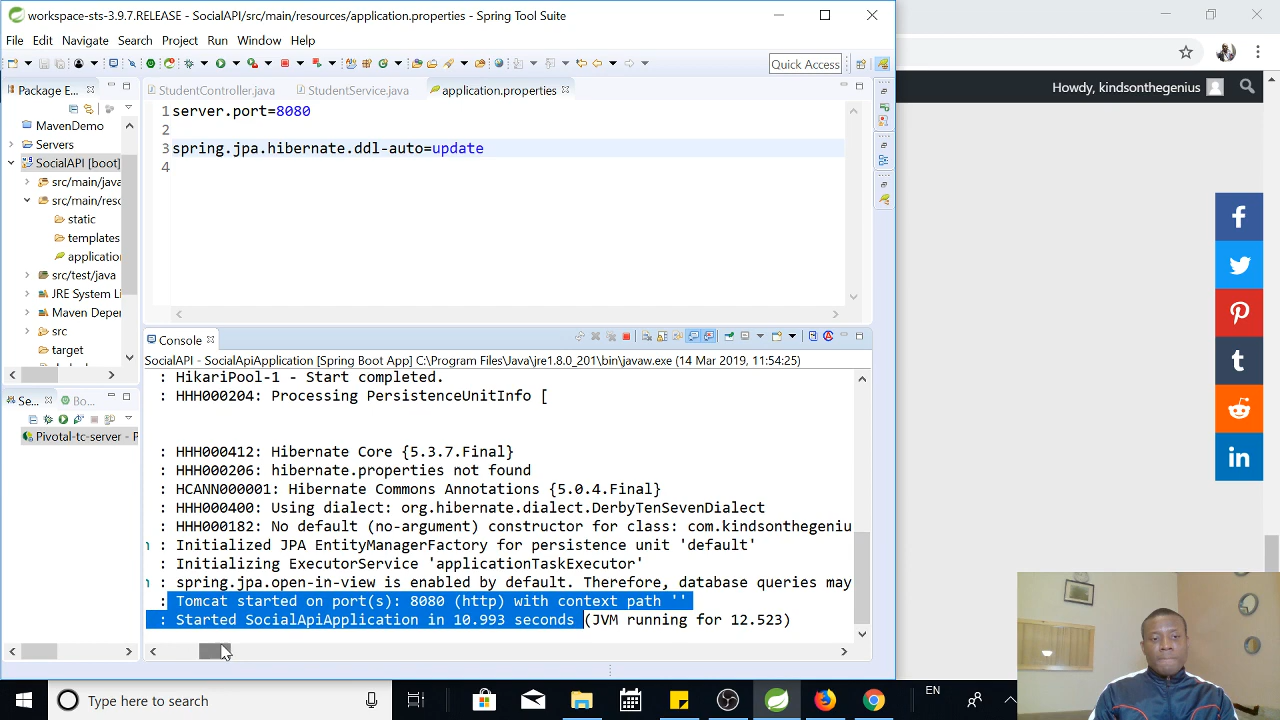 workspace-sts-3.9.7.RELEASE - SocialAPI/src/main/resources/application.properties - Spring Tool Suite
File Edit Navigate Search Project Run Window Help
Quick Access
Howdy, kindsonthegenius
Package E...
StudentService.java
application.properties
MavenDemo
Servers
SocialAPI [boot]
src/main/java
src/main/resc
static
templates
application
src/test/java
JRE System Li
Maven Depen
src
target
1 server.port=8080
2
3 spring.jpa.hibernate.ddl-auto=update
4
Se...
Bo...
Pivotal-tc-server - P
Console
SocialAPI - SocialApiApplication [Spring Boot App] C:\Program Files\Java\jre1.8.0_201\bin\javaw.exe (14 Mar 2019, 11:54:25)
: HikariPool-1 - Start completed.
: HHH000204: Processing PersistenceUnitInfo [
: HHH000412: Hibernate Core {5.3.7.Final}
: HHH000206: hibernate.properties not found
: HCANN000001: Hibernate Commons Annotations {5.0.4.Final}
: HHH000400: Using dialect: org.hibernate.dialect.DerbyTenSevenDialect
: HHH000182: No default (no-argument) constructor for class: com.kindsonthegeniu
: Initialized JPA EntityManagerFactory for persistence unit 'default'
: Initializing ExecutorService 'applicationTaskExecutor'
: spring.jpa.open-in-view is enabled by default. Therefore, database queries may
: Tomcat started on port(s): 8080 (http) with context path ''
: Started SocialApiApplication in 10.993 seconds (JVM running for 12.523)
Type here to search
EN